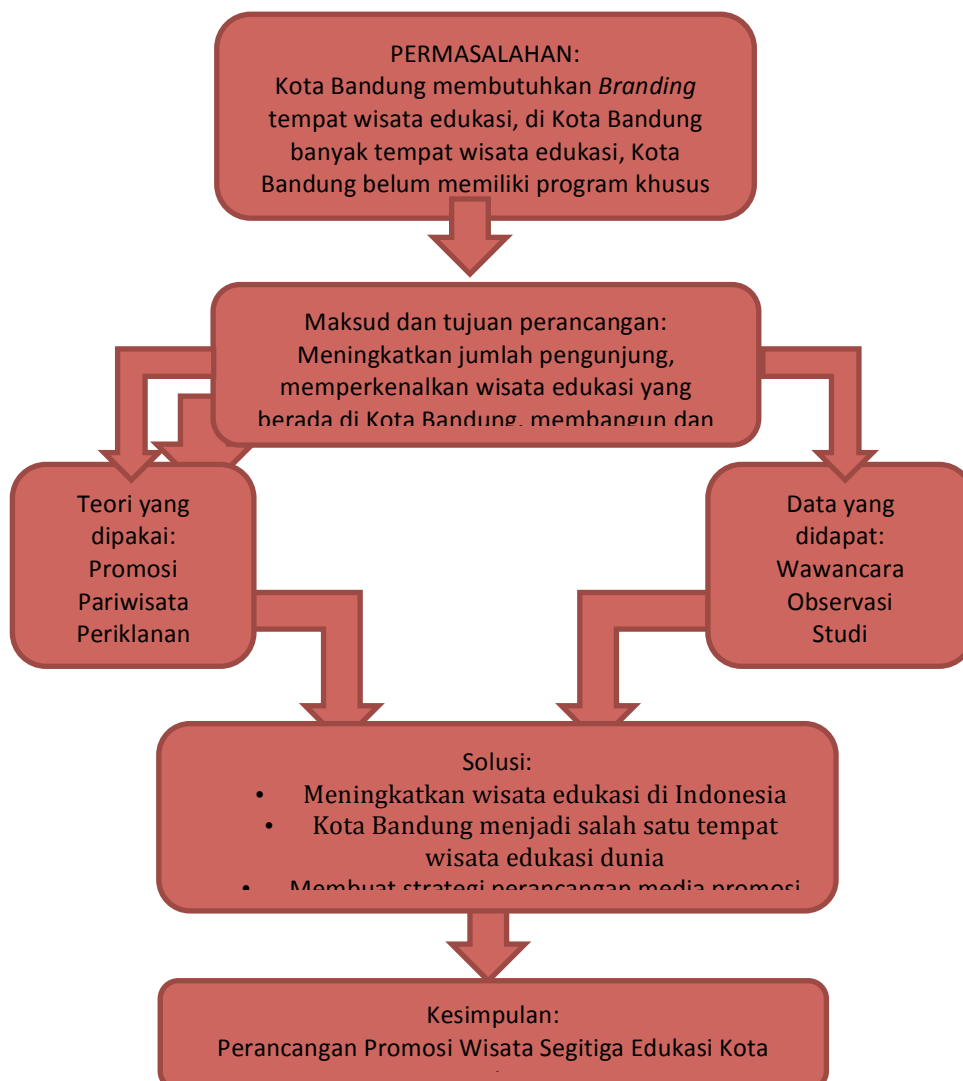 PERMASALAHAN:
Kota Bandung membutuhkan Branding
tempat wisata edukasi, di Kota Bandung
banyak tempat wisata edukasi, Kota
Bandung belum memiliki program khusus
Maksud dan tujuan perancangan:
Meningkatkan jumlah pengunjung,
memperkenalkan wisata edukasi yang
berada di Kota Bandung, membangun dan
Teori yang
dipakai:
Promosi
Pariwisata
Periklanan
Data yang
didapat:
Wawancara
Observasi
Studi
Solusi:
• Meningkatkan wisata edukasi di Indonesia
• Kota Bandung menjadi salah satu tempat
wisata edukasi dunia
• Membuat strategi perancangan media promosi
Kesimpulan:
Perancangan Promosi Wisata Segitiga Edukasi Kota